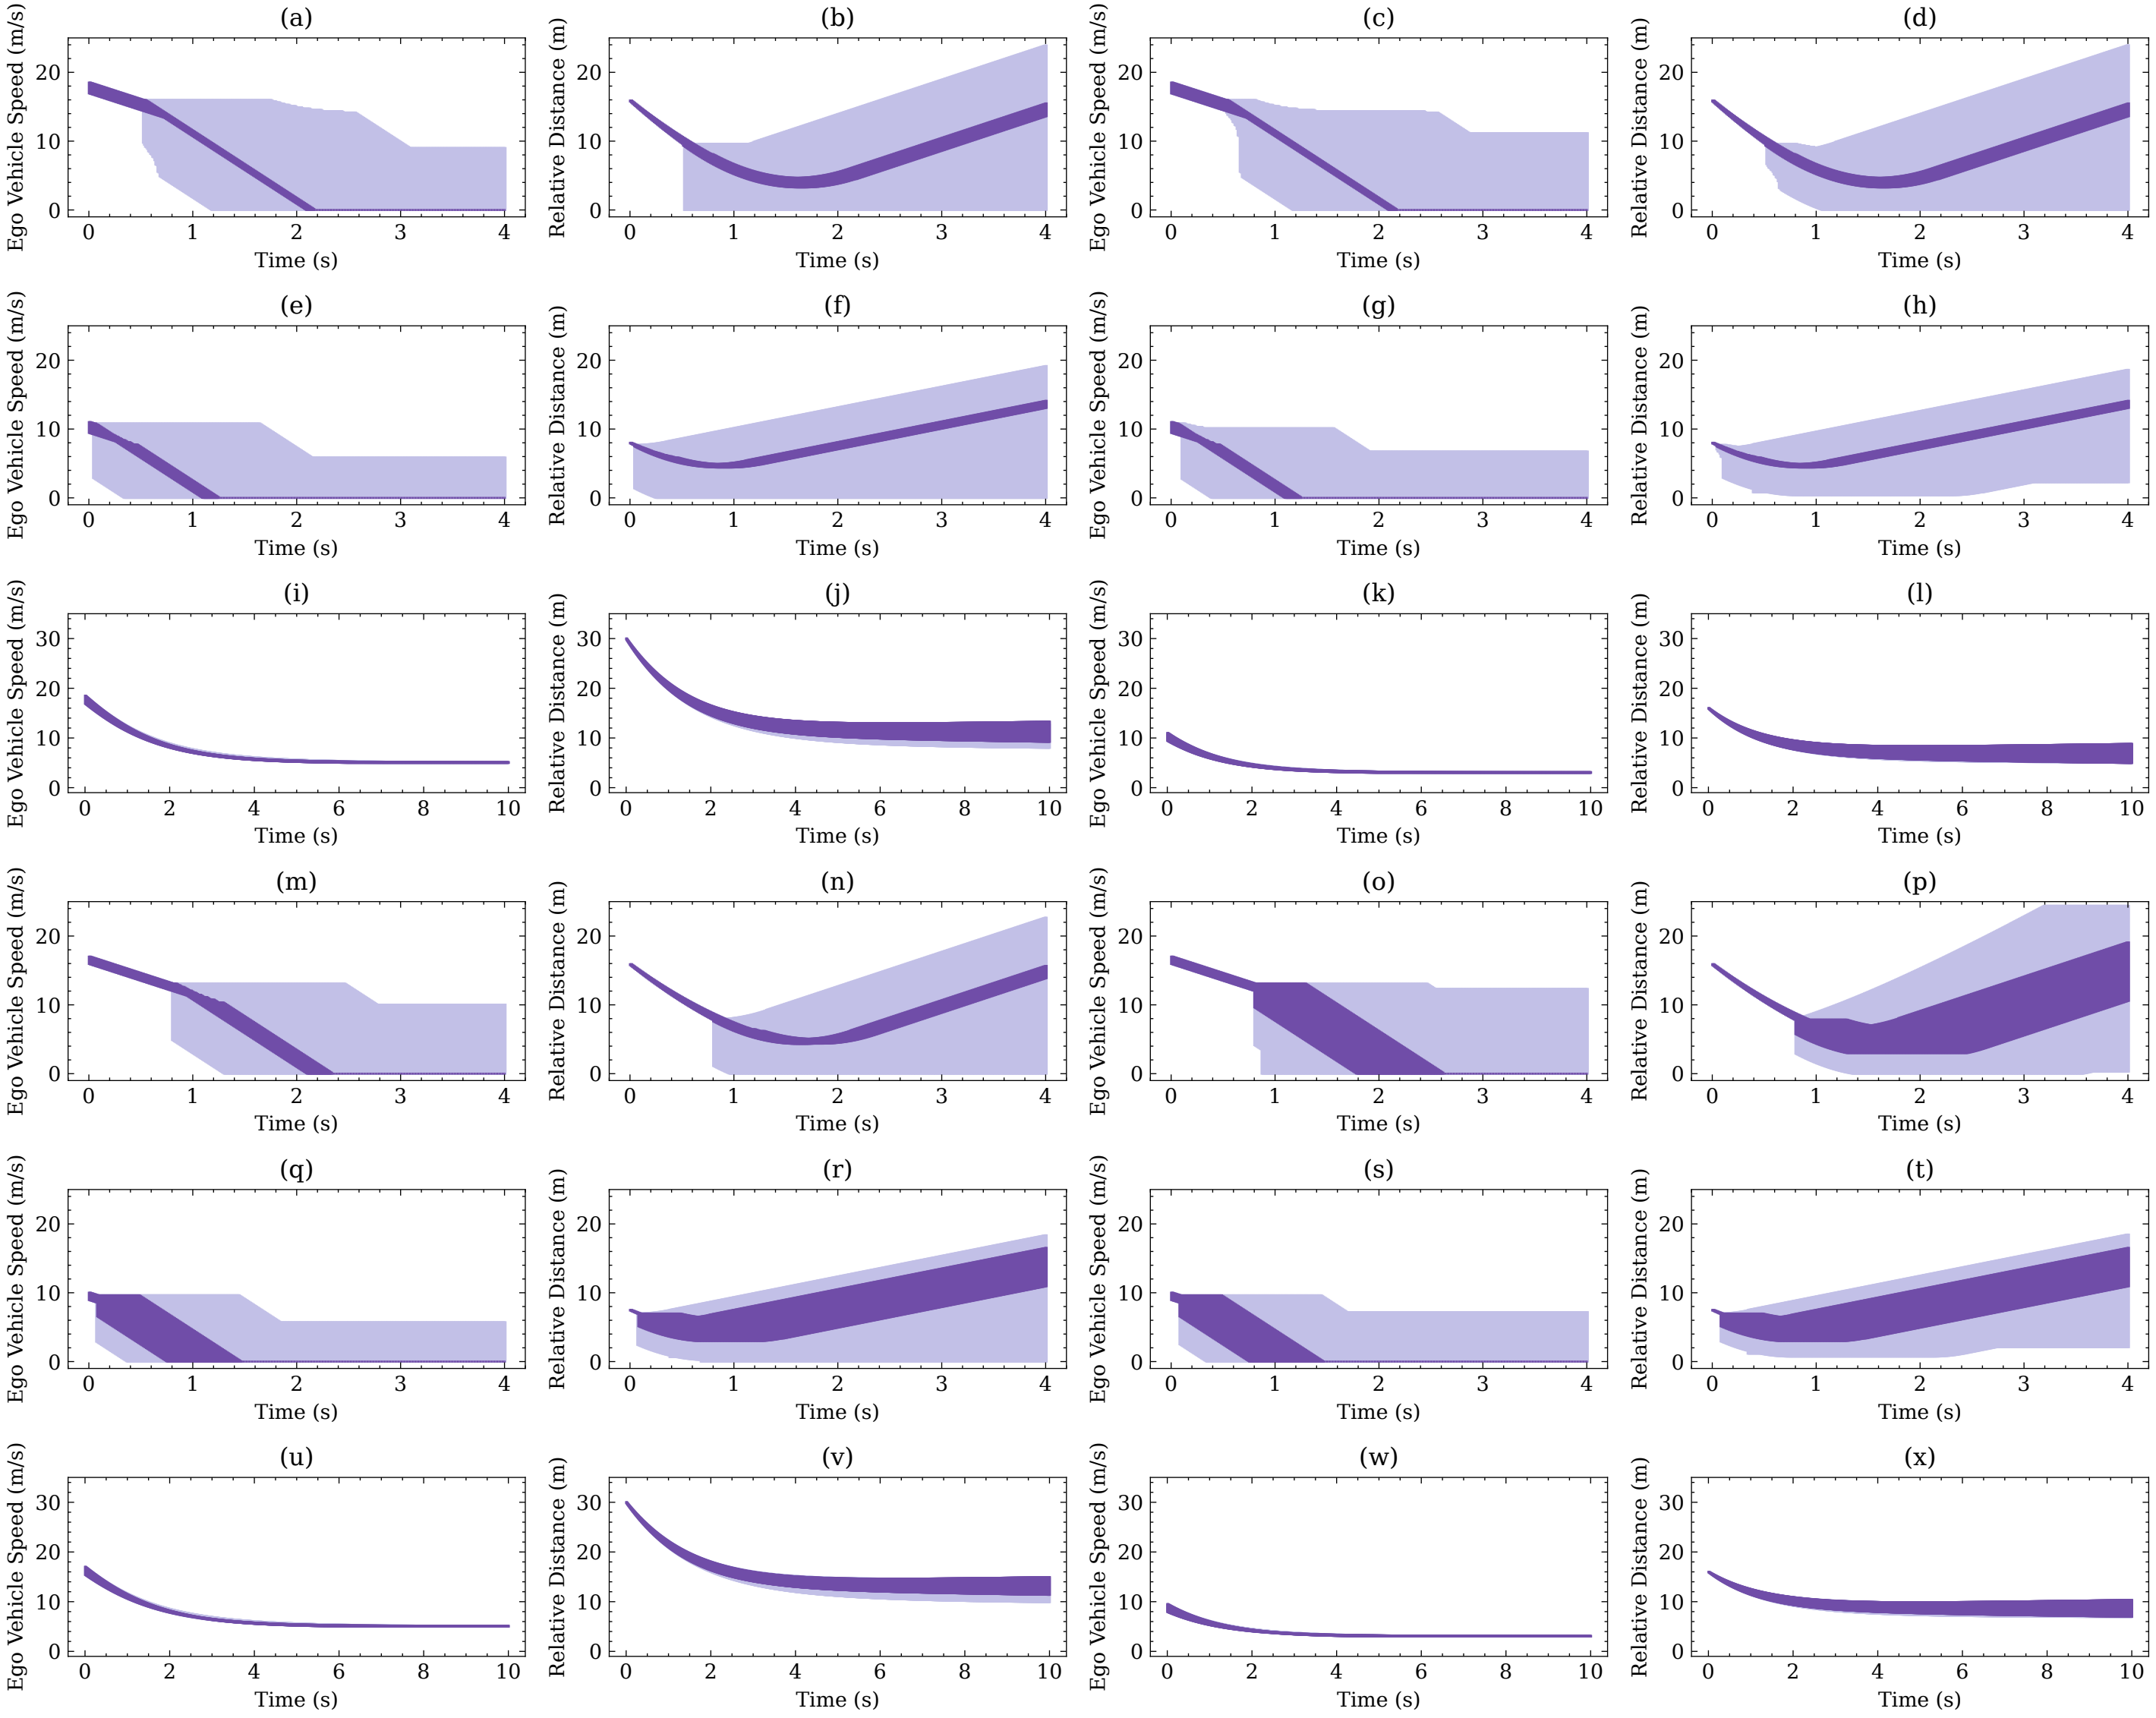 (a) (b) (c) (d)
Ego Vehicle Speed (m/s) Relative Distance (m) Ego Vehicle Speed (m/s) Relative Distance (m)
20 20 20 20
10 10 10 10
0 0 0 0
0 1 2 3 4 0 1 2 3 4 0 1 2 3 4 0 1 2 3 4
Time (s) Time (s) Time (s) Time (s)
(e) (f) (g) (h)
Ego Vehicle Speed (m/s) Relative Distance (m) Ego Vehicle Speed (m/s) Relative Distance (m)
20 20 20 20
10 10 10 10
0 0 0 0
0 1 2 3 4 0 1 2 3 4 0 1 2 3 4 0 1 2 3 4
Time (s) Time (s) Time (s) Time (s)
(i) (j) (k) (l)
Ego Vehicle Speed (m/s) Relative Distance (m) Ego Vehicle Speed (m/s) Relative Distance (m)
30 30 30 30
20 20 20 20
10 10 10 10
0 0 0 0
0 2 4 6 8 10 0 2 4 6 8 10 0 2 4 6 8 10 0 2 4 6 8 10
Time (s) Time (s) Time (s) Time (s)
(m) (n) (o) (p)
Ego Vehicle Speed (m/s) Relative Distance (m) Ego Vehicle Speed (m/s) Relative Distance (m)
20 20 20 20
10 10 10 10
0 0 0 0
0 1 2 3 4 0 1 2 3 4 0 1 2 3 4 0 1 2 3 4
Time (s) Time (s) Time (s) Time (s)
(q) (r) (s) (t)
Ego Vehicle Speed (m/s) Relative Distance (m) Ego Vehicle Speed (m/s) Relative Distance (m)
20 20 20 20
10 10 10 10
0 0 0 0
0 1 2 3 4 0 1 2 3 4 0 1 2 3 4 0 1 2 3 4
Time (s) Time (s) Time (s) Time (s)
(u) (v) (w) (x)
Ego Vehicle Speed (m/s) Relative Distance (m) Ego Vehicle Speed (m/s) Relative Distance (m)
30 30 30 30
20 20 20 20
10 10 10 10
0 0 0 0
0 2 4 6 8 10 0 2 4 6 8 10 0 2 4 6 8 10 0 2 4 6 8 10
Time (s) Time (s) Time (s) Time (s)